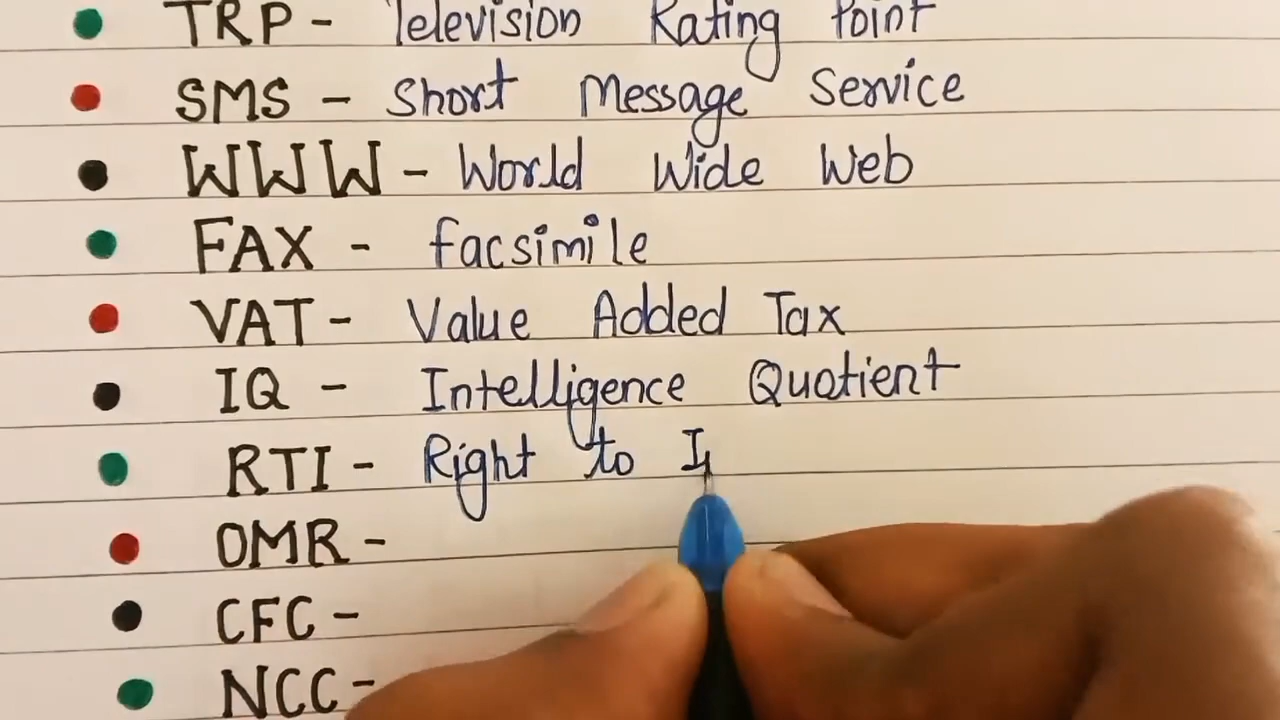 TRP - Television Rating Point
SMS - Short Message Service
WWW - World Wide Web
FAX - facsimile
VAT - Value Added Tax
IQ - Intelligence Quotient
RTI - Right to I
OMR -
CFC -
NCC -